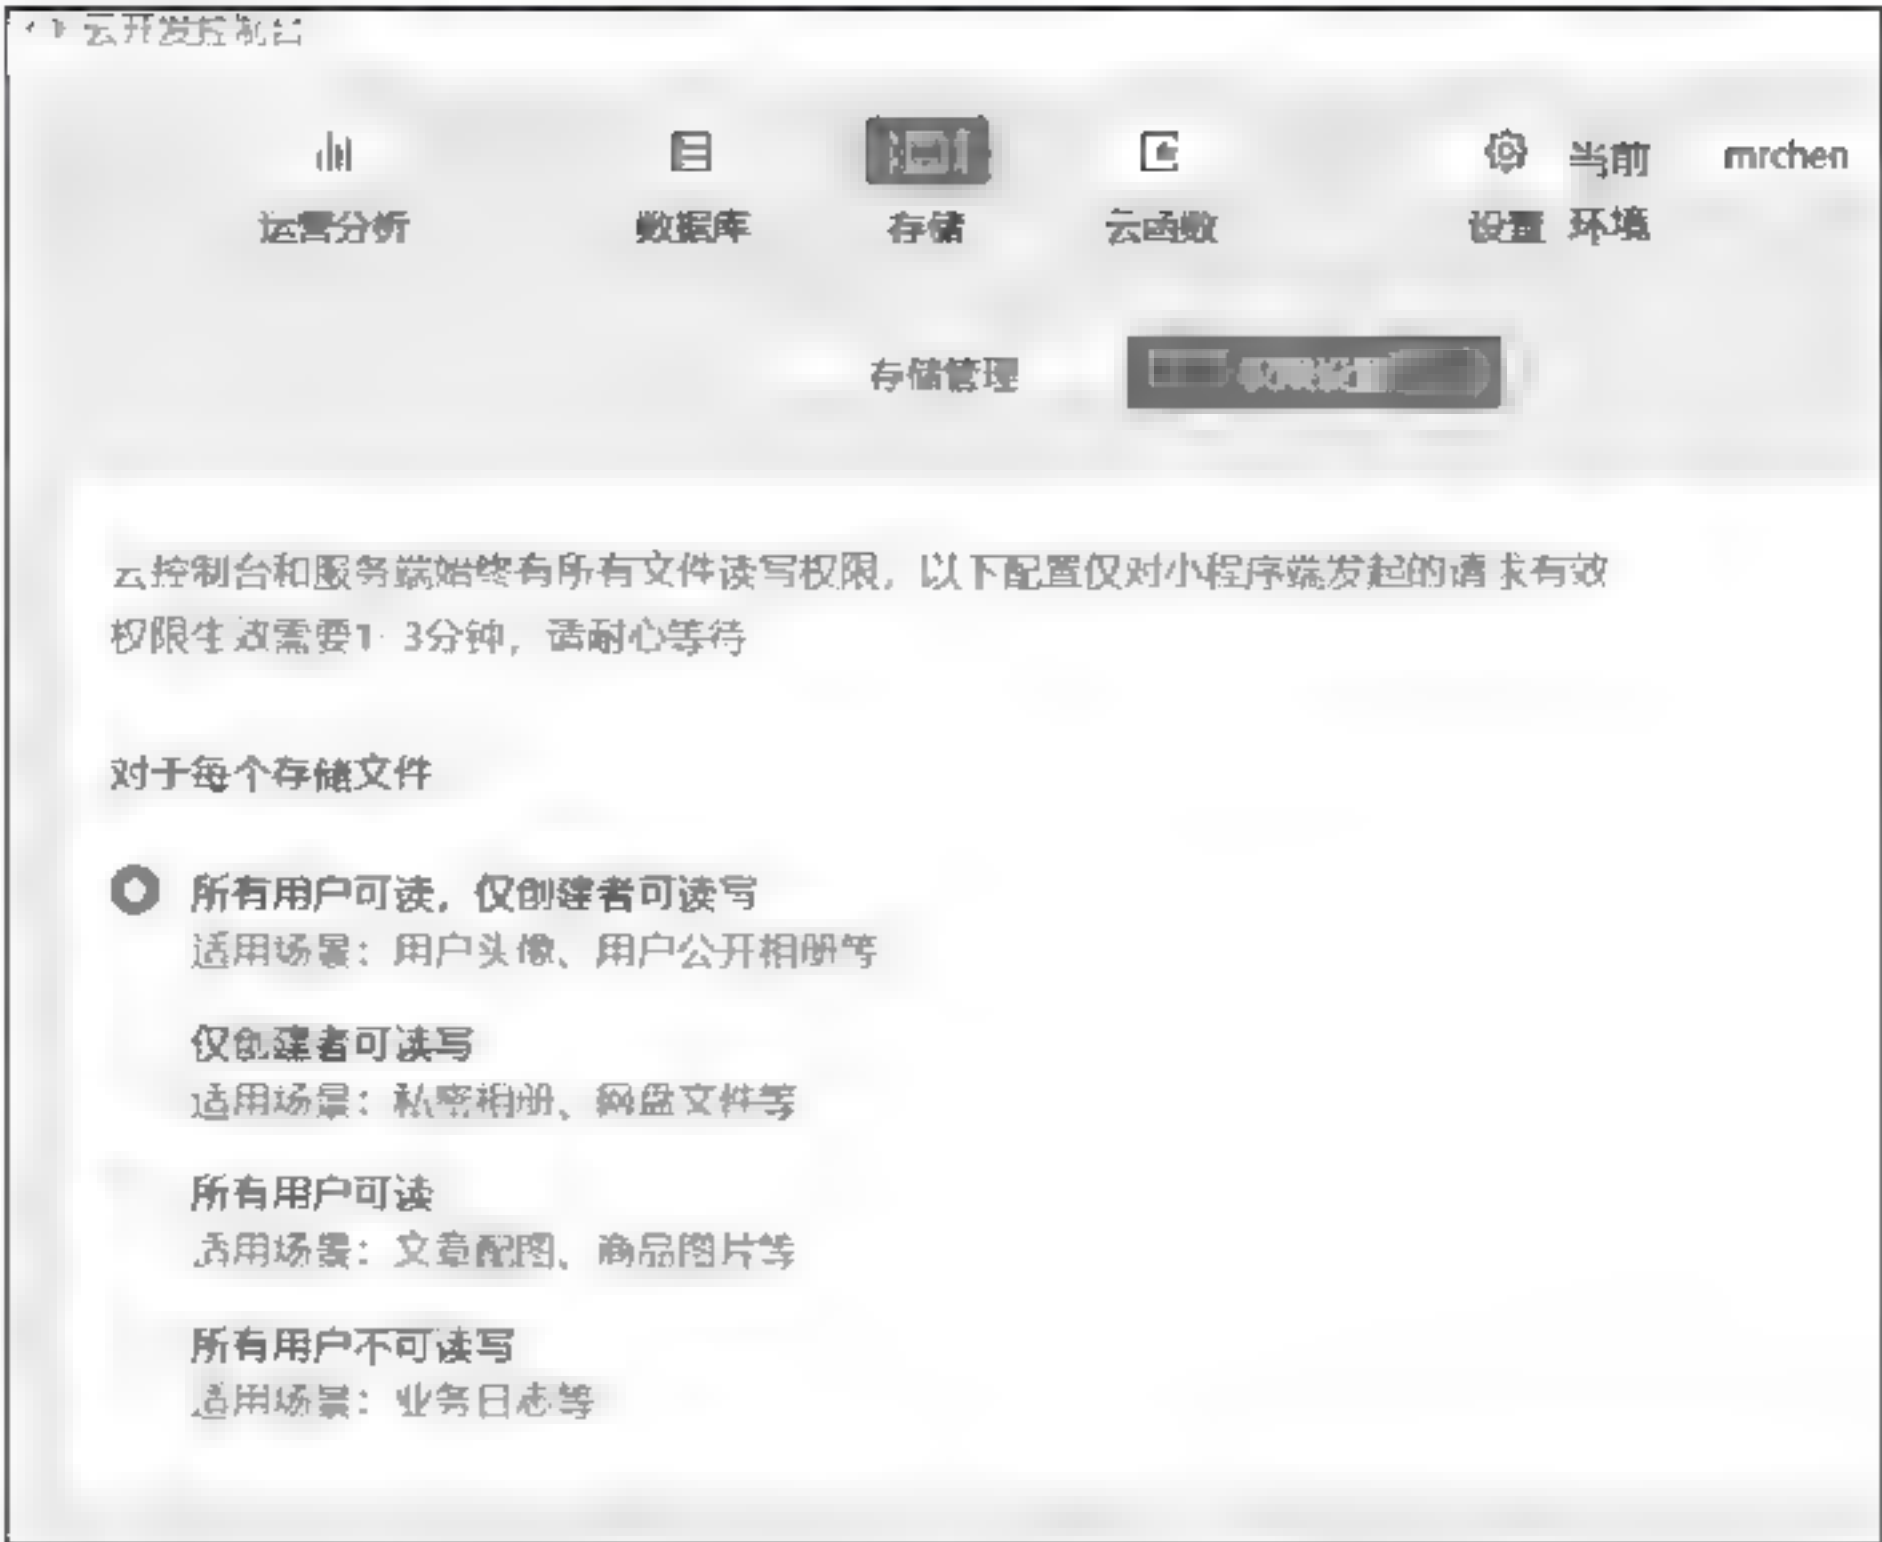 云开发控制台
运营分析 数据库 存储 云函数 设置 当前环境 mrchen
存储管理
云控制台和服务端始终有所有文件读写权限，以下配置仅对小程序端发起的请求有效
权限生效需要1-3分钟，请耐心等待
对于每个存储文件
所有用户可读，仅创建者可读写
适用场景：用户头像、用户公开相册等
仅创建者可读写
适用场景：私密相册、网盘文件等
所有用户可读
适用场景：文章配图、商品图片等
所有用户不可读写
适用场景：业务日志等